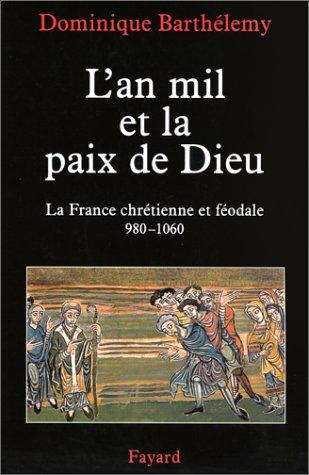 Dominique Barthélemy
L'an mil
et la
paix de Dieu
La France chrétienne et féodale
980–1060
Fayard